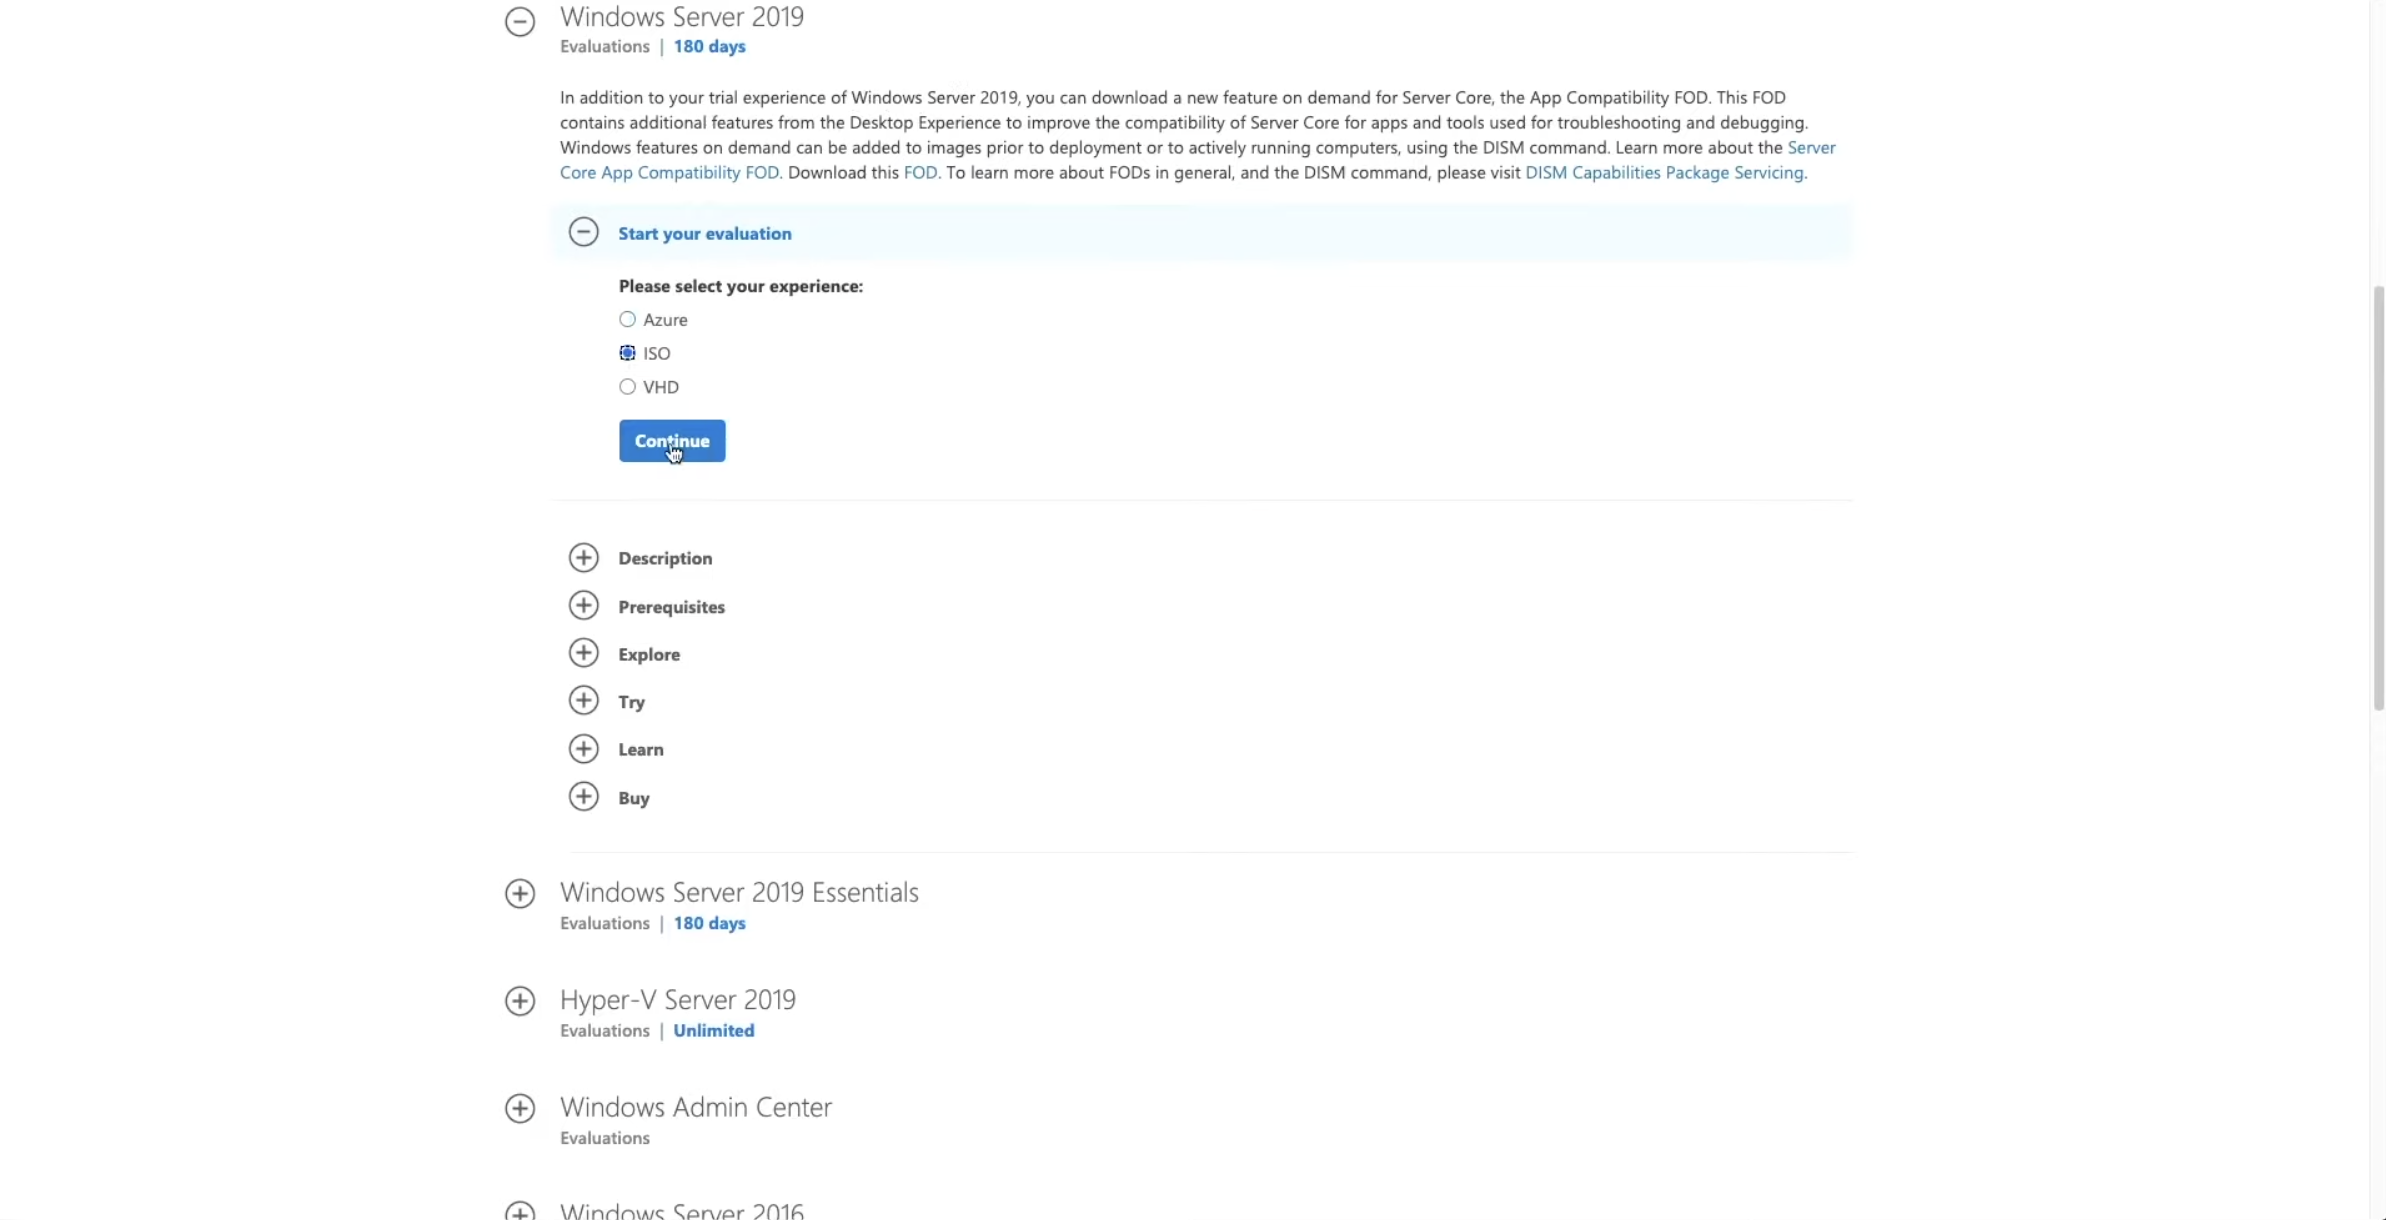 Windows Server 2019
Evaluations | 180 days
In addition to your trial experience of Windows Server 2019, you can download a new feature on demand for Server Core, the App Compatibility FOD. This FOD
contains additional features from the Desktop Experience to improve the compatibility of Server Core for apps and tools used for troubleshooting and debugging.
Windows features on demand can be added to images prior to deployment or to actively running computers, using the DISM command. Learn more about the Server
Core App Compatibility FOD. Download this FOD. To learn more about FODs in general, and the DISM command, please visit DISM Capabilities Package Servicing.
Start your evaluation
Please select your experience:
Azure
ISO
VHD
Continue
Description
Prerequisites
Explore
Try
Learn
Buy
Windows Server 2019 Essentials
Evaluations | 180 days
Hyper-V Server 2019
Evaluations | Unlimited
Windows Admin Center
Evaluations
Windows Server 2016